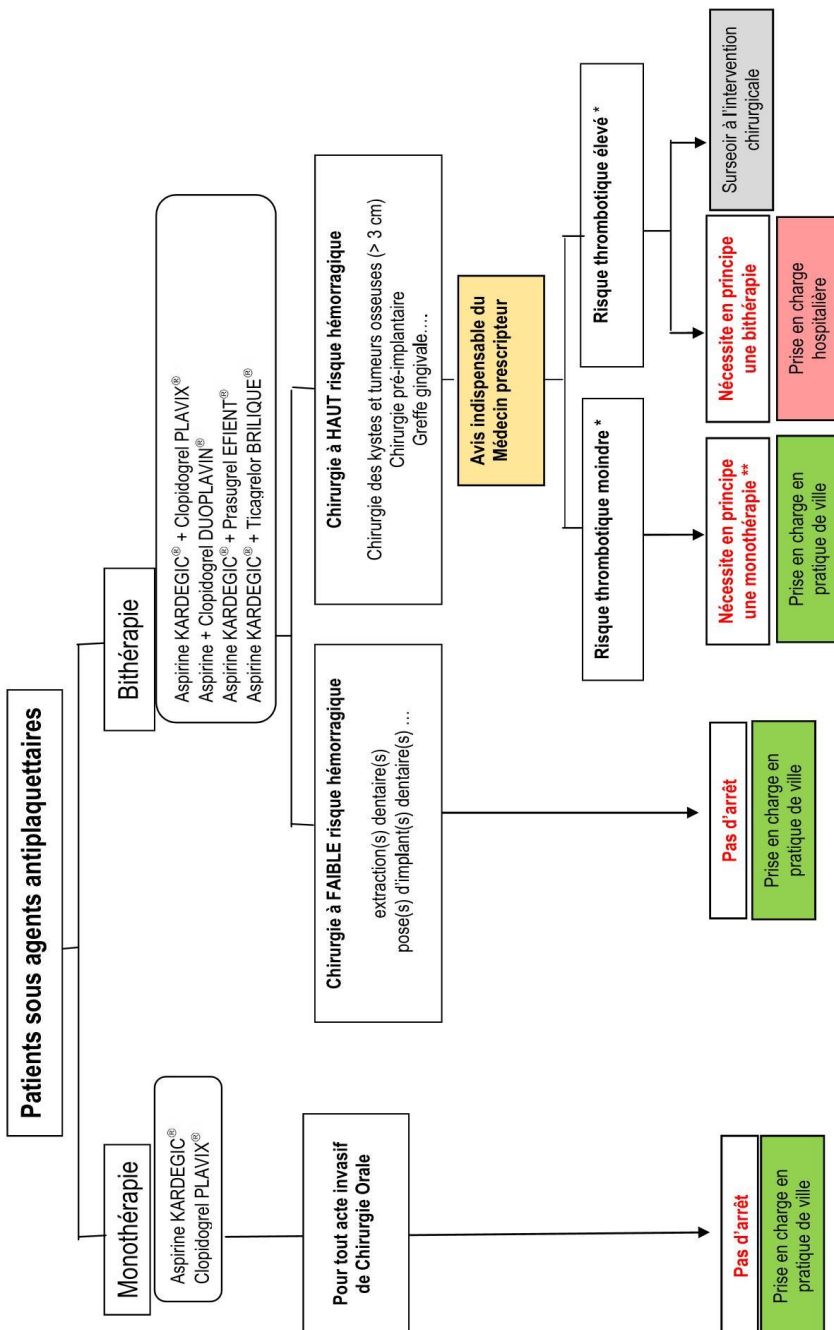 Patients sous agents antiplaquettaires
Monothérapie
Aspirine KARDEGIC®
Clopidogrel PLAVIX®
Pour tout acte invasif
de Chirurgie Orale
Pas d’arrêt
Prise en charge en
pratique de ville
Bithérapie
Aspirine KARDEGIC® + Clopidogrel PLAVIX®
Aspirine + Clopidogrel DUOPLAVIN®
Aspirine KARDEGIC® + Prasugrel EFIENT®
Aspirine KARDEGIC® + Ticagrelor BRILIQUE®
Chirurgie à FAIBLE risque hémorragique
extraction(s) dentaire(s)
pose(s) d’implant(s) dentaire(s) …
Pas d’arrêt
Prise en charge en
pratique de ville
Chirurgie à HAUT risque hémorragique
Chirurgie des kystes et tumeurs osseuses (> 3 cm)
Chirurgie pré-implantaire
Greffe gingivale….
Avis indispensable du
Médecin prescripteur
Risque thrombotique moindre *
Nécessite en principe
une monothérapie **
Prise en charge en
pratique de ville
Risque thrombotique élevé *
Nécessite en principe
une bithérapie
Prise en charge
hospitalière
Surseoir à l’intervention
chirurgicale